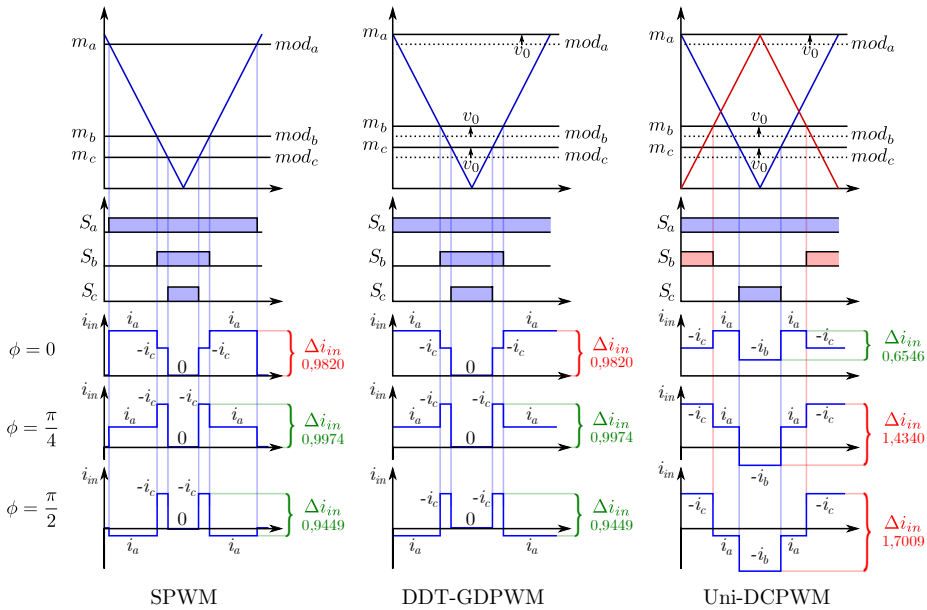 m_a mod_a
m_b mod_b
m_c mod_c
S_a
S_b
S_c
i_in
i_a i_a
ϕ = 0 -i_c -i_c
0
Δi_in
0,9820
i_in
-i_c -i_c
ϕ = π/4 i_a i_a
0
Δi_in
0,9974
i_in
-i_c -i_c
ϕ = π/2 0
i_a i_a
Δi_in
0,9449
SPWM
m_a mod_a
v_0
m_b v_0 mod_b
m_c v_0 mod_c
S_a
S_b
S_c
i_in
i_a i_a
-i_c -i_c
0
Δi_in
0,9820
i_in
-i_c -i_c
i_a i_a
0
Δi_in
0,9974
i_in
-i_c -i_c
0
i_a i_a
Δi_in
0,9449
DDT-GDPWM
m_a mod_a
v_0
m_b v_0 mod_b
m_c v_0 mod_c
S_a
S_b
S_c
i_in
i_a i_a
-i_c -i_b -i_c
Δi_in
0,6546
i_in
-i_c i_a i_a -i_c
-i_b
Δi_in
1,4340
i_in
-i_c -i_c
i_a -i_b i_a
Δi_in
1,7009
Uni-DCPWM